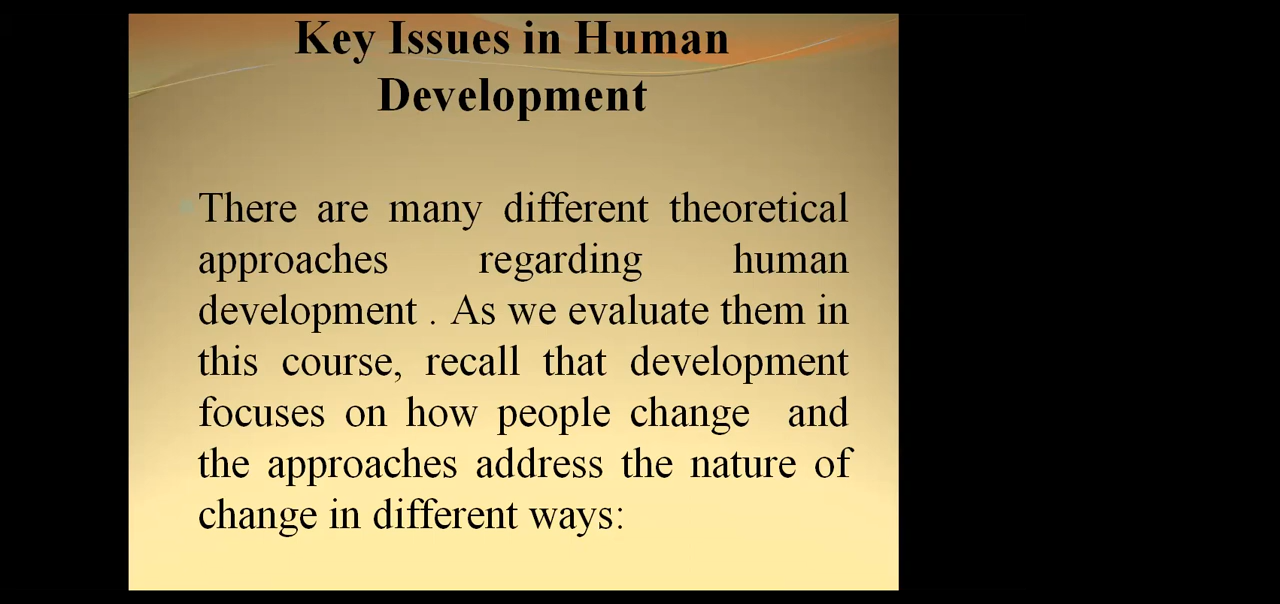 Key Issues in Human
Development
There are many different theoretical
approaches regarding human
development . As we evaluate them in
this course, recall that development
focuses on how people change and
the approaches address the nature of
change in different ways: